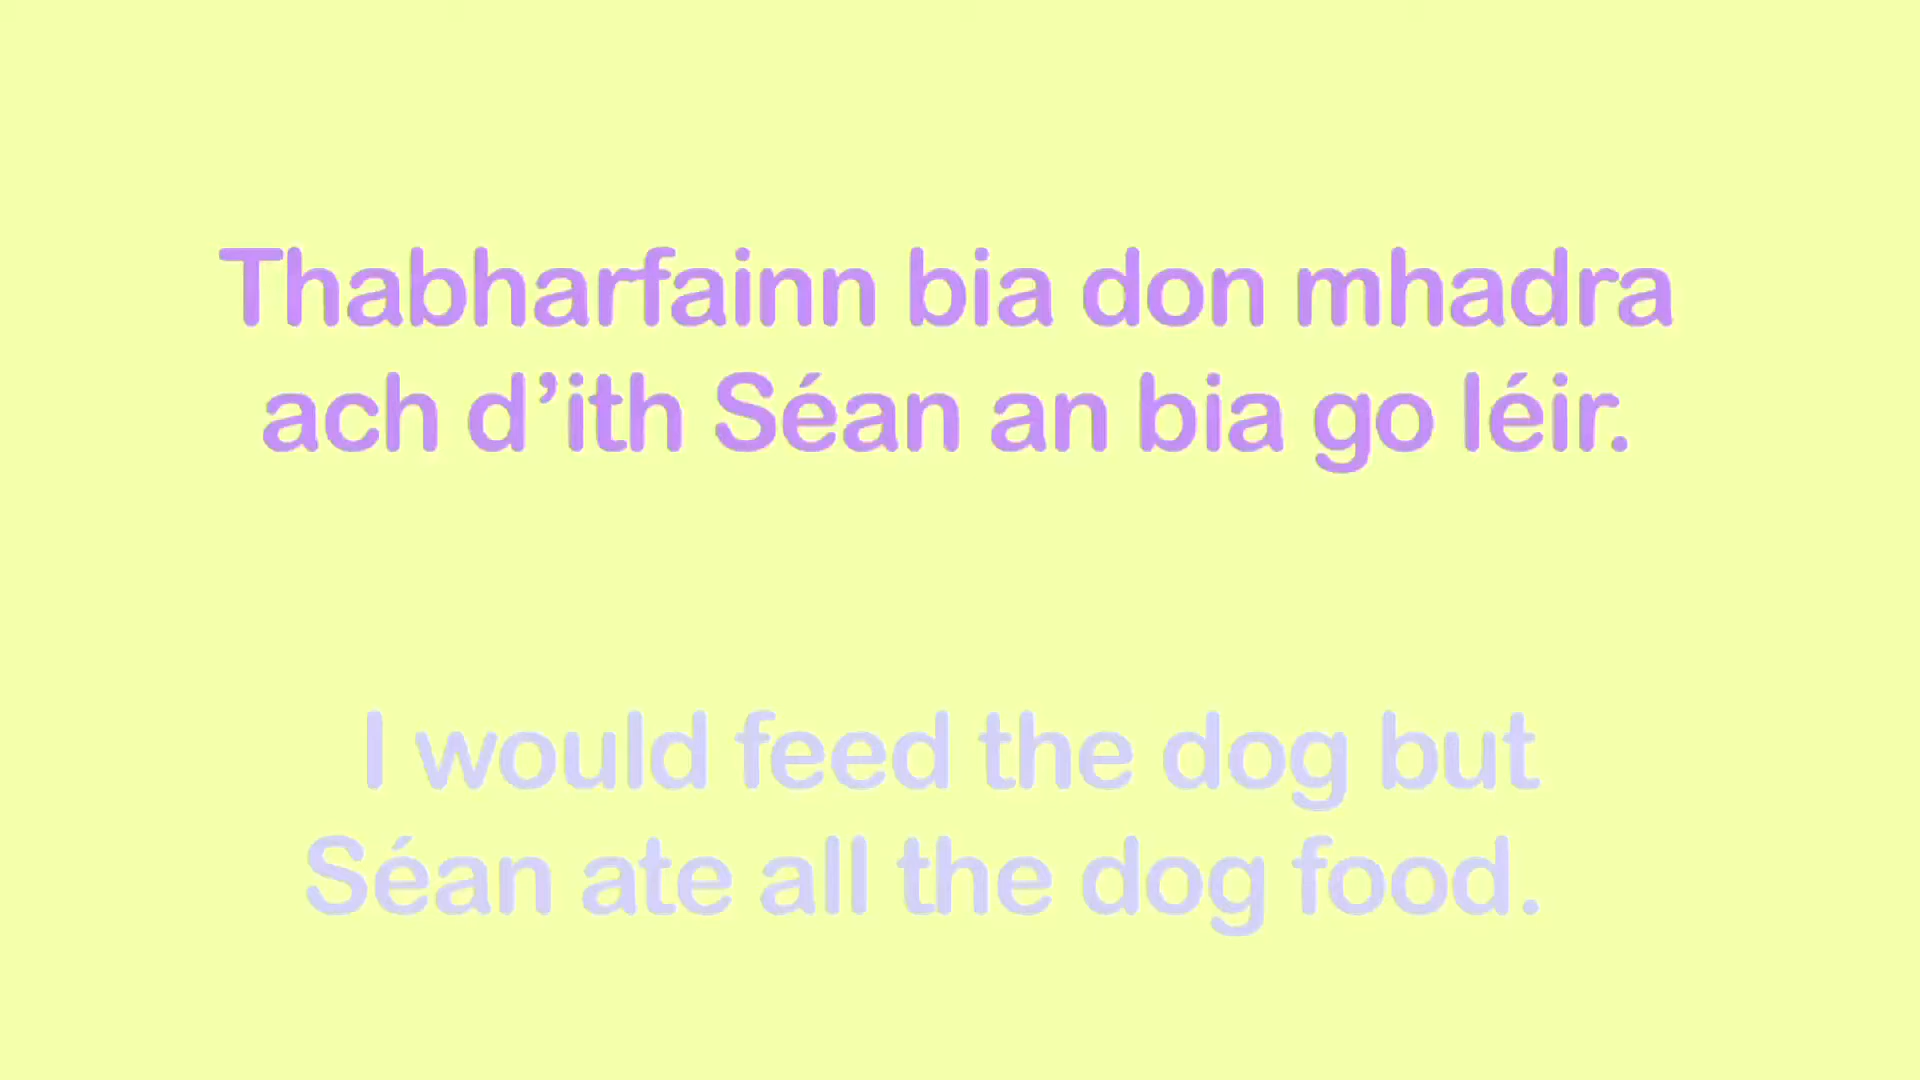 Thabharfainn bia don mhadra
ach d’ith Séan an bia go léir.
I would feed the dog but
Séan ate all the dog food.